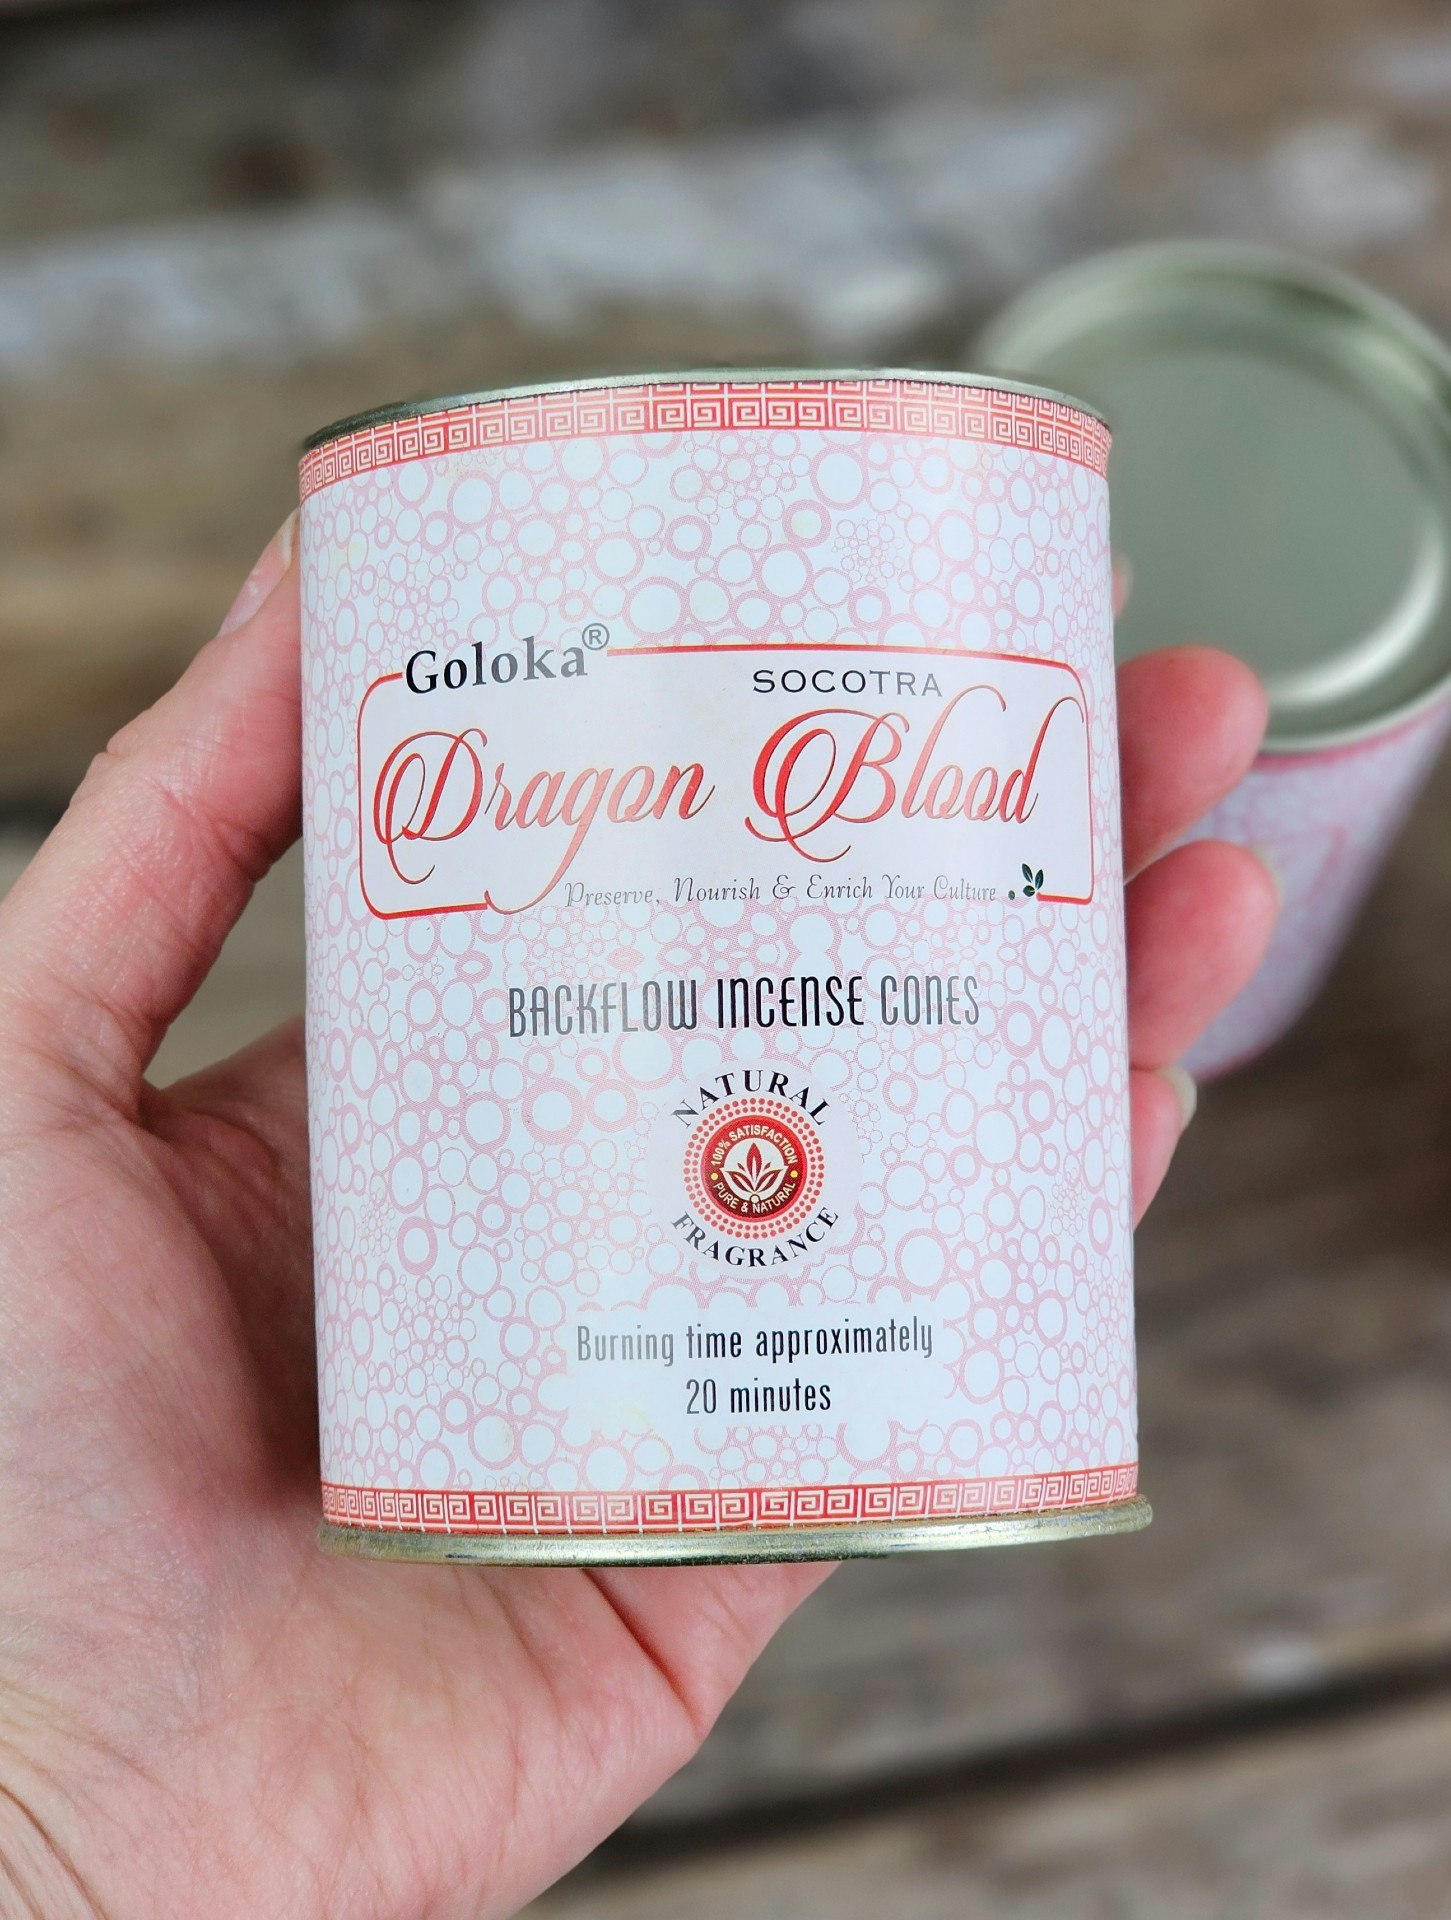 Goloka®
SOCOTRA
Dragon Blood
Preserve, Nourish & Enrich Your Culture
BACKFLOW INCENSE CONES
NATURAL
100% SATISFACTION
PURE & NATURAL
FRAGRANCE
Burning time approximately
20 minutes